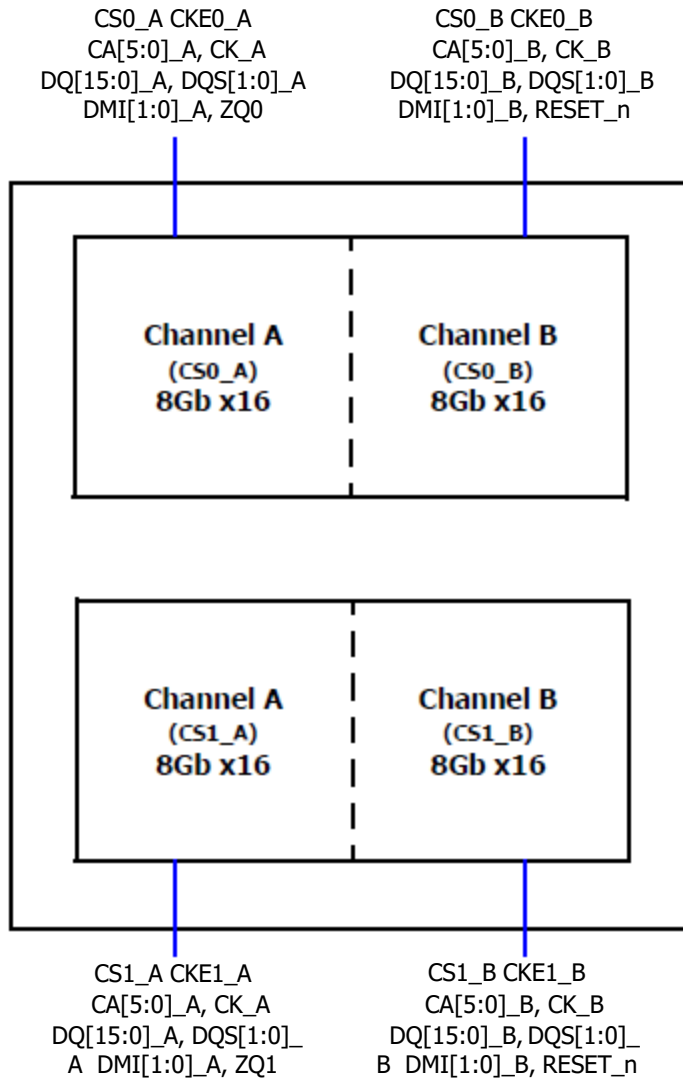 CS0_A CKE0_A
CA[5:0]_A, CK_A
DQ[15:0]_A, DQS[1:0]_A
DMI[1:0]_A, ZQ0
CS0_B CKE0_B
CA[5:0]_B, CK_B
DQ[15:0]_B, DQS[1:0]_B
DMI[1:0]_B, RESET_n
Channel A
(CS0_A)
8Gb x16
Channel B
(CS0_B)
8Gb x16
Channel A
(CS1_A)
8Gb x16
Channel B
(CS1_B)
8Gb x16
CS1_A CKE1_A
CA[5:0]_A, CK_A
DQ[15:0]_A, DQS[1:0]_
A DMI[1:0]_A, ZQ1
CS1_B CKE1_B
CA[5:0]_B, CK_B
DQ[15:0]_B, DQS[1:0]_
B DMI[1:0]_B, RESET_n